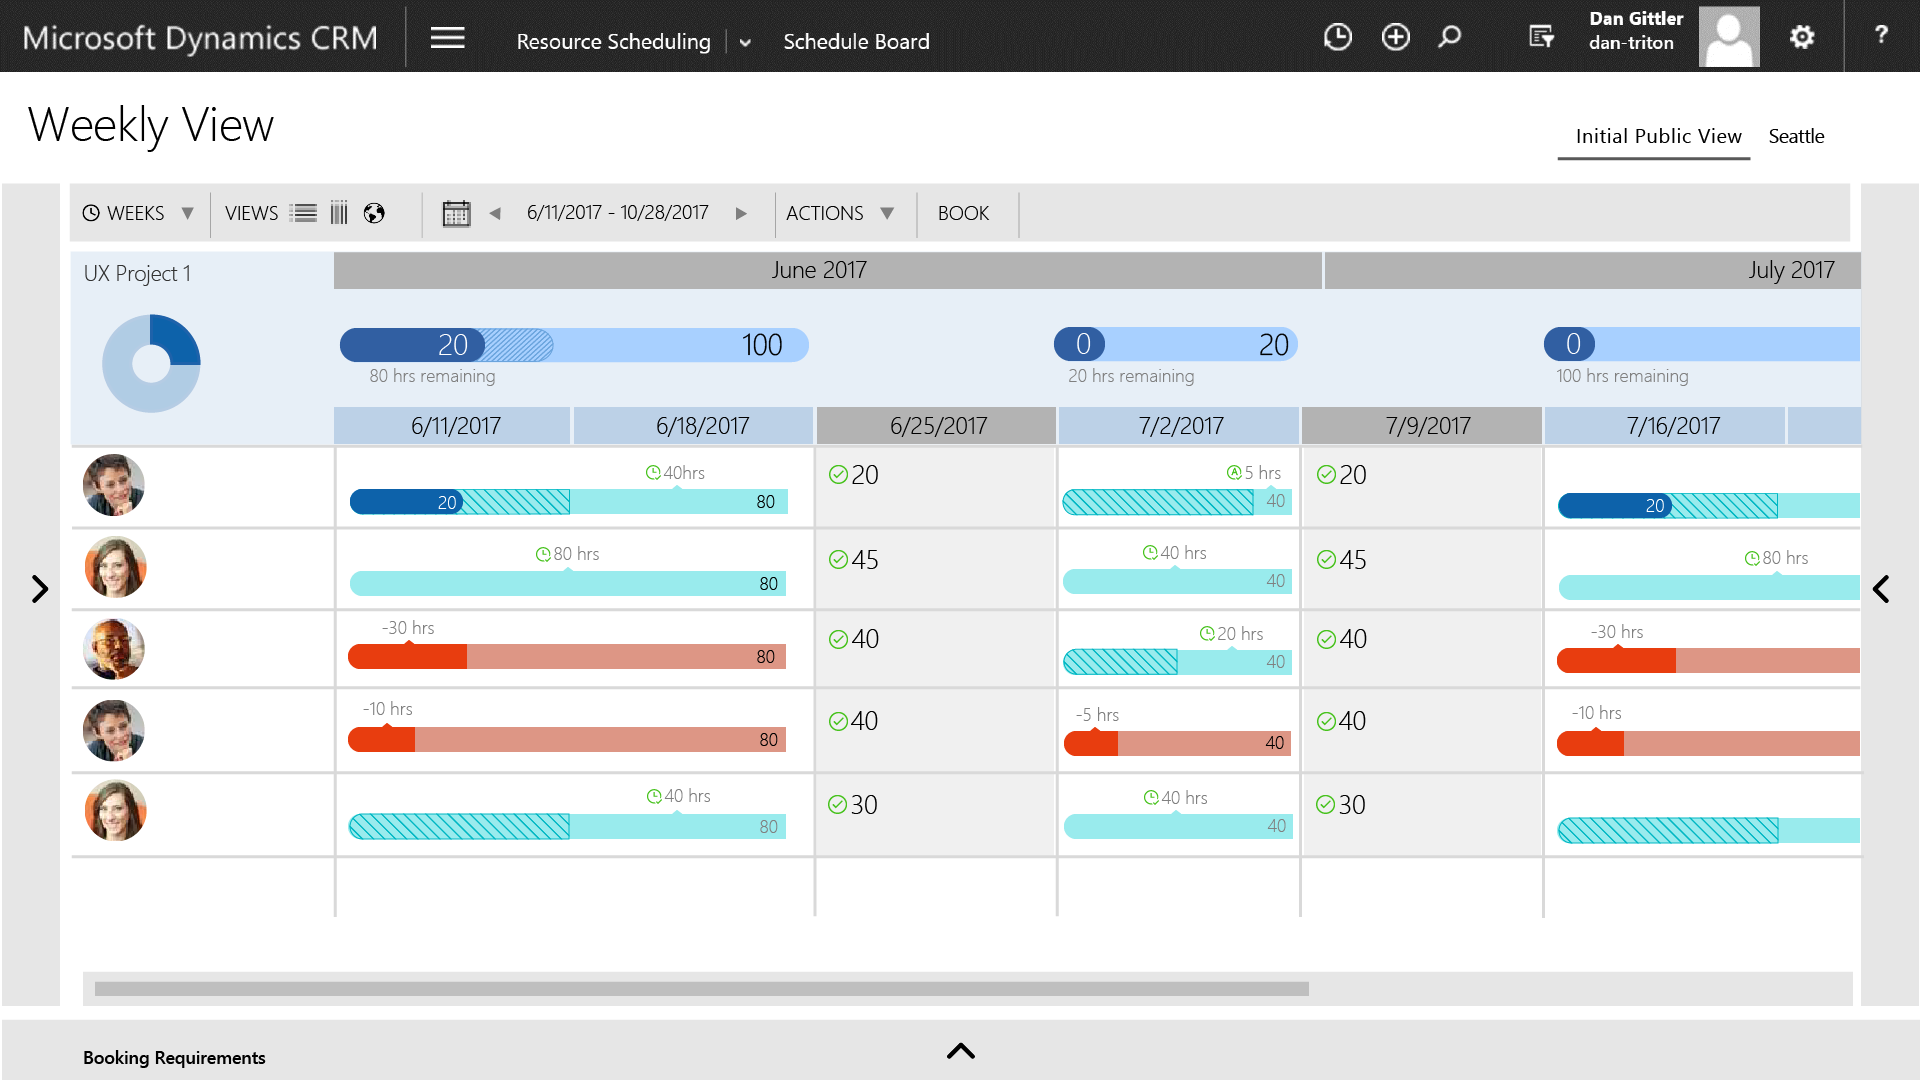 Microsoft Dynamics CRM
Resource Scheduling
Schedule Board
Dan Gittler
dan-triton
?
Weekly View
Initial Public View
Seattle
WEEKS
VIEWS
6/11/2017 - 10/28/2017
ACTIONS
BOOK
UX Project 1
June 2017
July 2017
20
100
0
20
0
80 hrs remaining
20 hrs remaining
100 hrs remaining
6/11/2017
6/18/2017
6/25/2017
7/2/2017
7/9/2017
7/16/2017
40hrs
20
80
20
A 5 hrs
40
20
20
80 hrs
80
45
40 hrs
40
45
80 hrs
-30 hrs
80
40
20 hrs
40
40
-30 hrs
-10 hrs
80
40
-5 hrs
40
40
-10 hrs
40 hrs
80
30
40 hrs
40
30
Booking Requirements